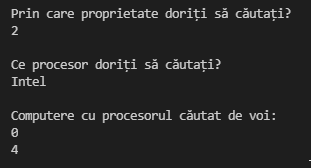 Prin care proprietate doriți să căutați?
2
Ce procesor doriți să căutați?
Intel
Computere cu procesorul căutat de voi:
0
4